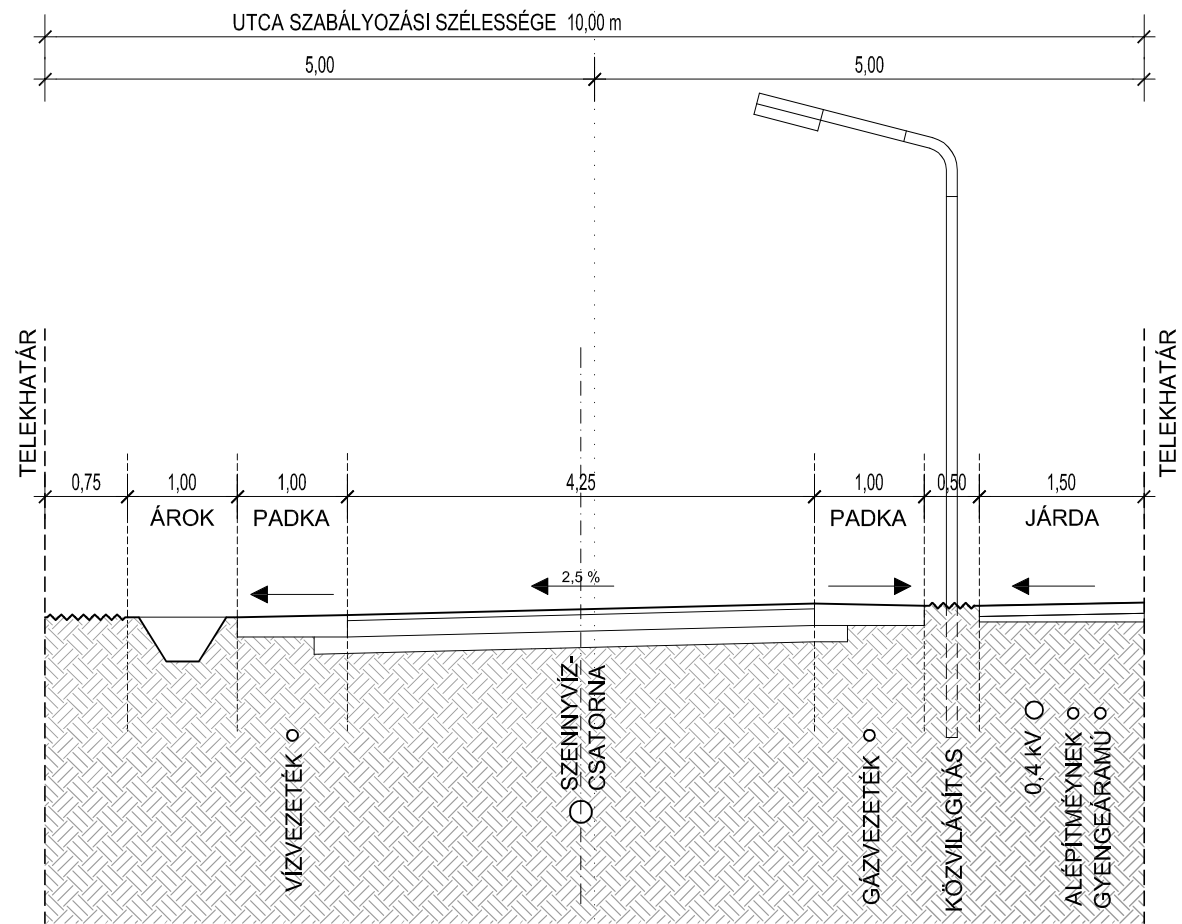 UTCA SZABÁLYOZÁSI SZÉLESSÉGE 10,00 m
5,00 5,00
TELEKHATÁR
TELEKHATÁR
0,75 1,00 1,00 4,25 1,00 0,50 1,50
ÁROK PADKA PADKA JÁRDA
2,5 %
VÍZVEZETÉK
SZENNYVÍZ-
CSATORNA
GÁZVEZETÉK
KÖZVILÁGÍTÁS
0,4 kV
ALÉPÍTMÉYNEK
GYENGEÁRAMÚ